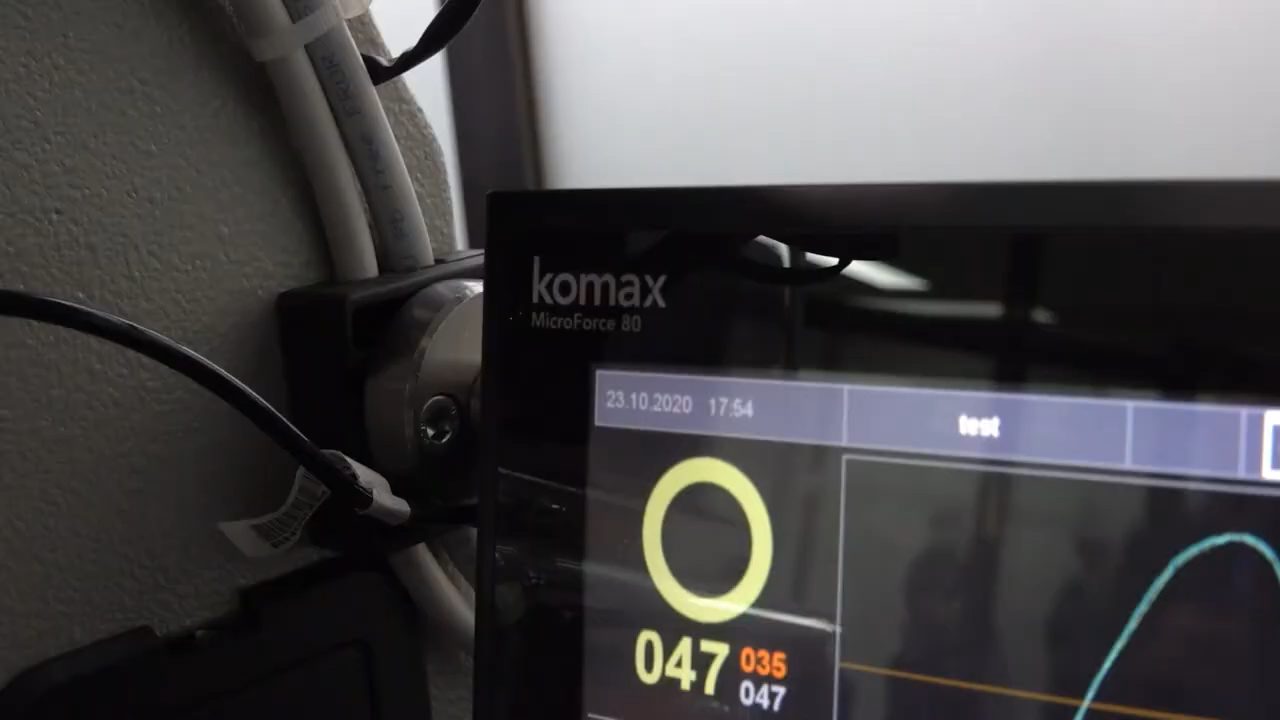 komax
MicroForce 80
23.10.2020 17:54
test
047
035
047